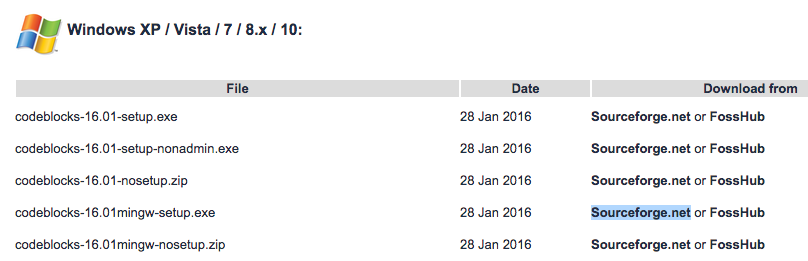 Windows XP / Vista / 7 / 8.x / 10:
File Date Download from
codeblocks-16.01-setup.exe 28 Jan 2016 Sourceforge.net or FossHub
codeblocks-16.01-setup-nonadmin.exe 28 Jan 2016 Sourceforge.net or FossHub
codeblocks-16.01-nosetup.zip 28 Jan 2016 Sourceforge.net or FossHub
codeblocks-16.01mingw-setup.exe 28 Jan 2016 Sourceforge.net or FossHub
codeblocks-16.01mingw-nosetup.zip 28 Jan 2016 Sourceforge.net or FossHub